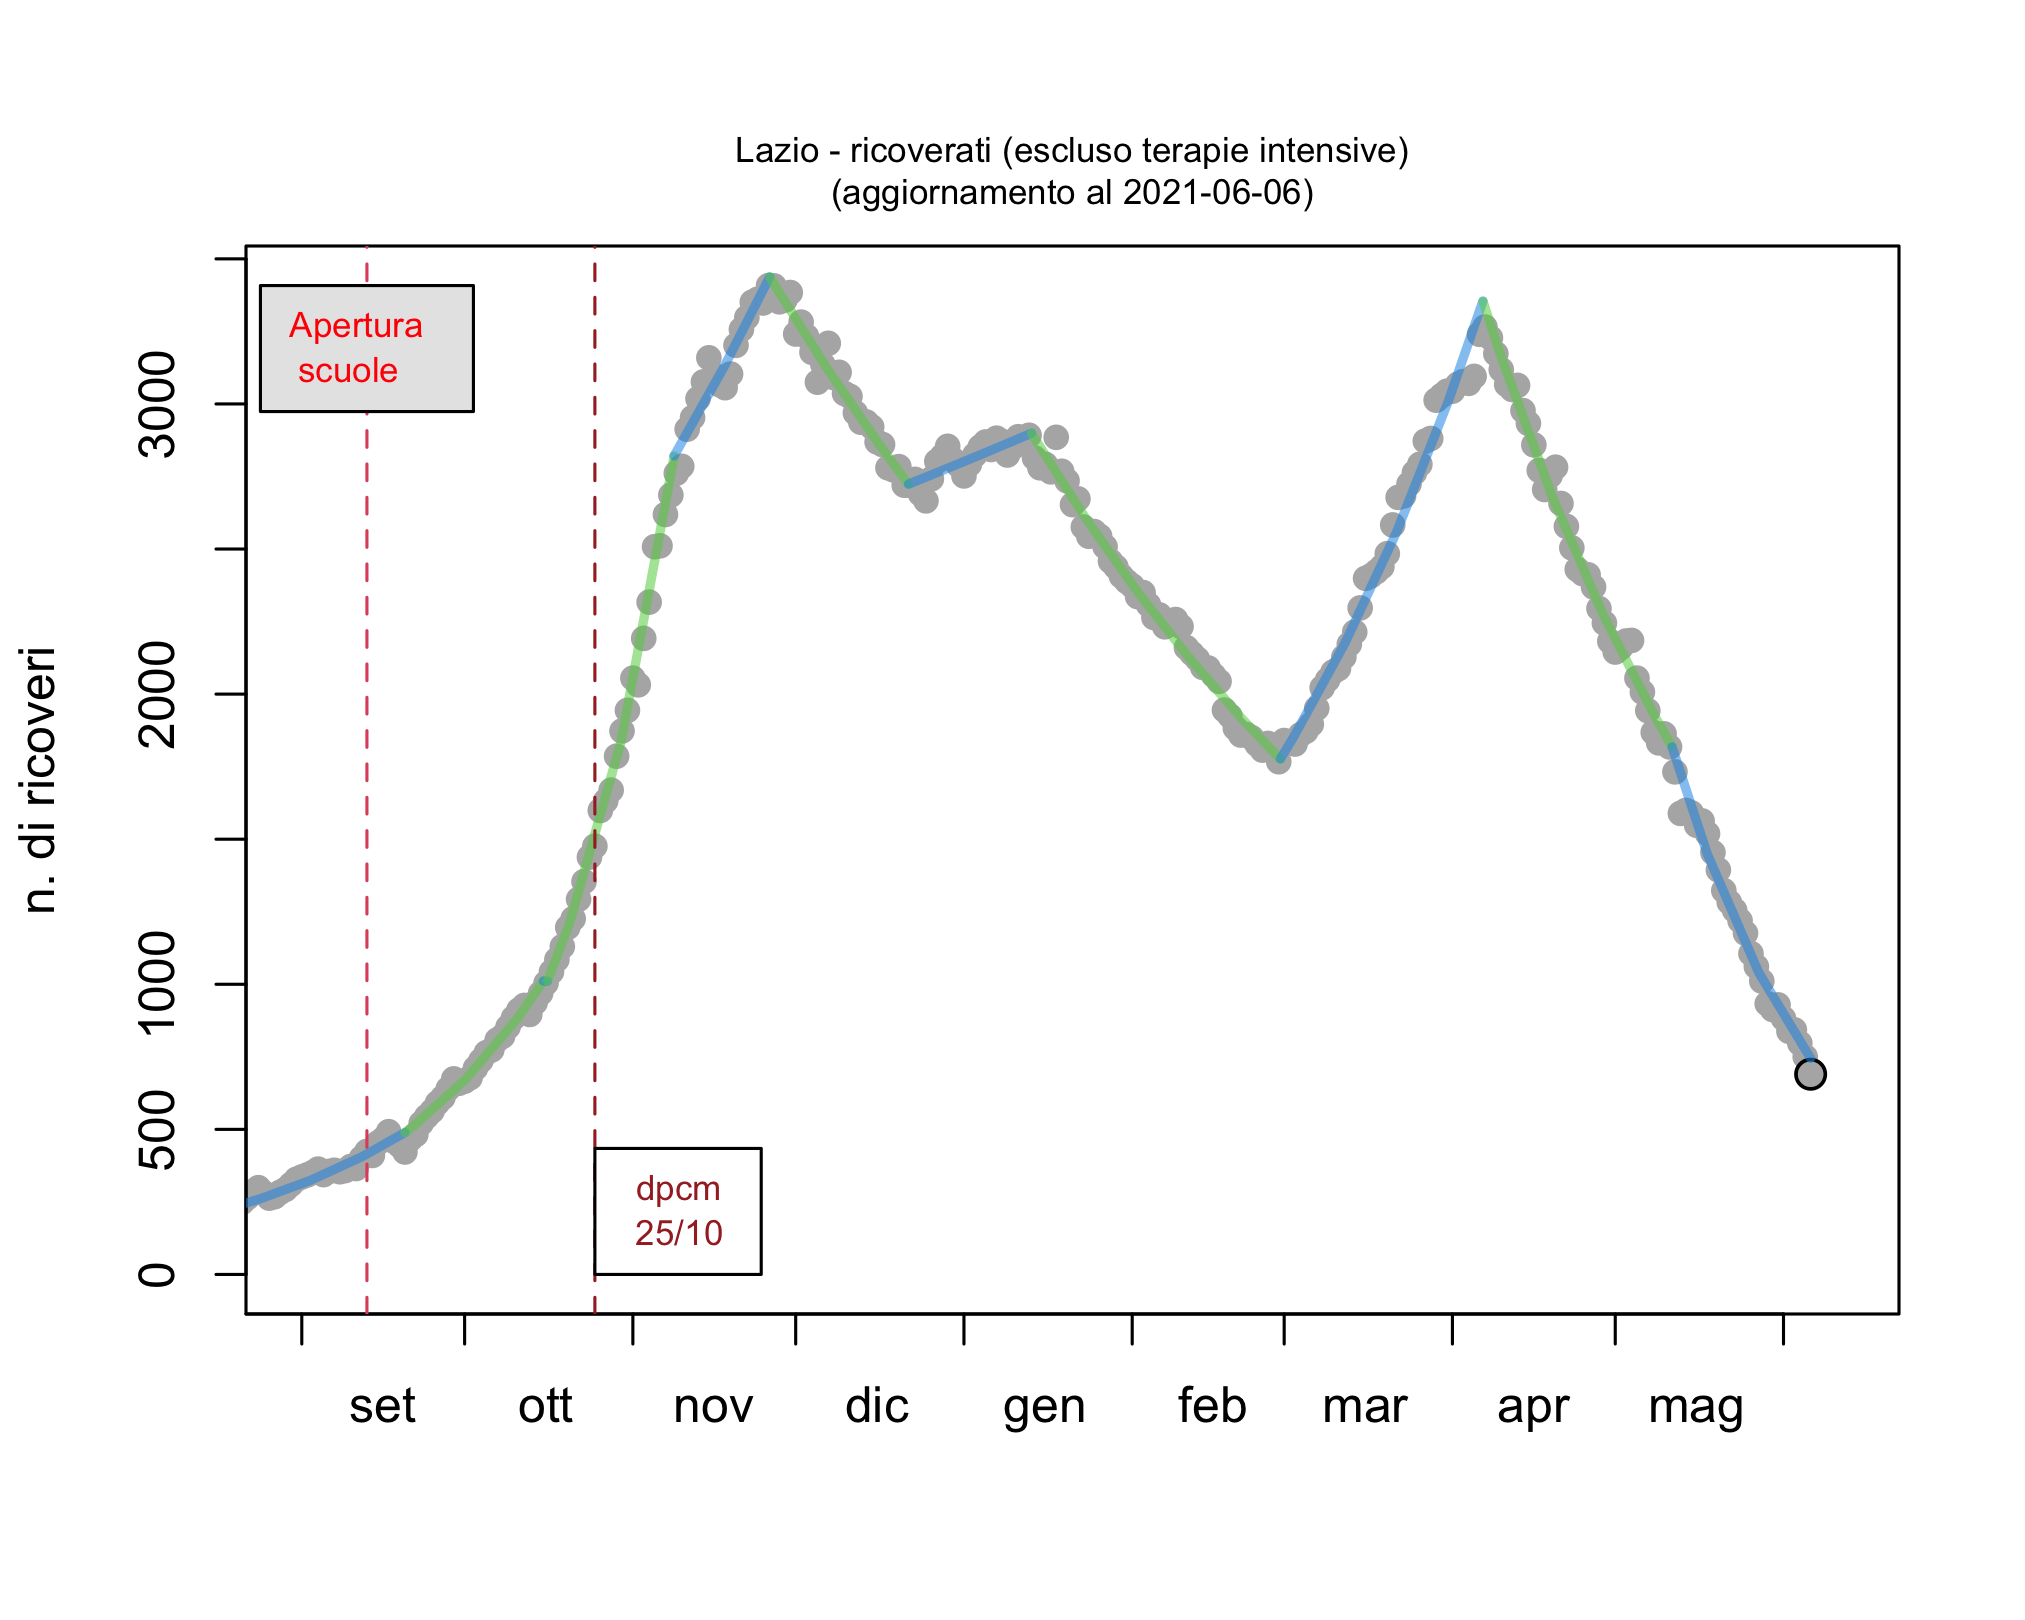 Lazio - ricoverati (escluso terapie intensive)
(aggiornamento al 2021-06-06)
Apertura
scuole
n. di ricoveri
3000
2000
1000
500
0
dpcm
25/10
set ott nov dic gen feb mar apr mag